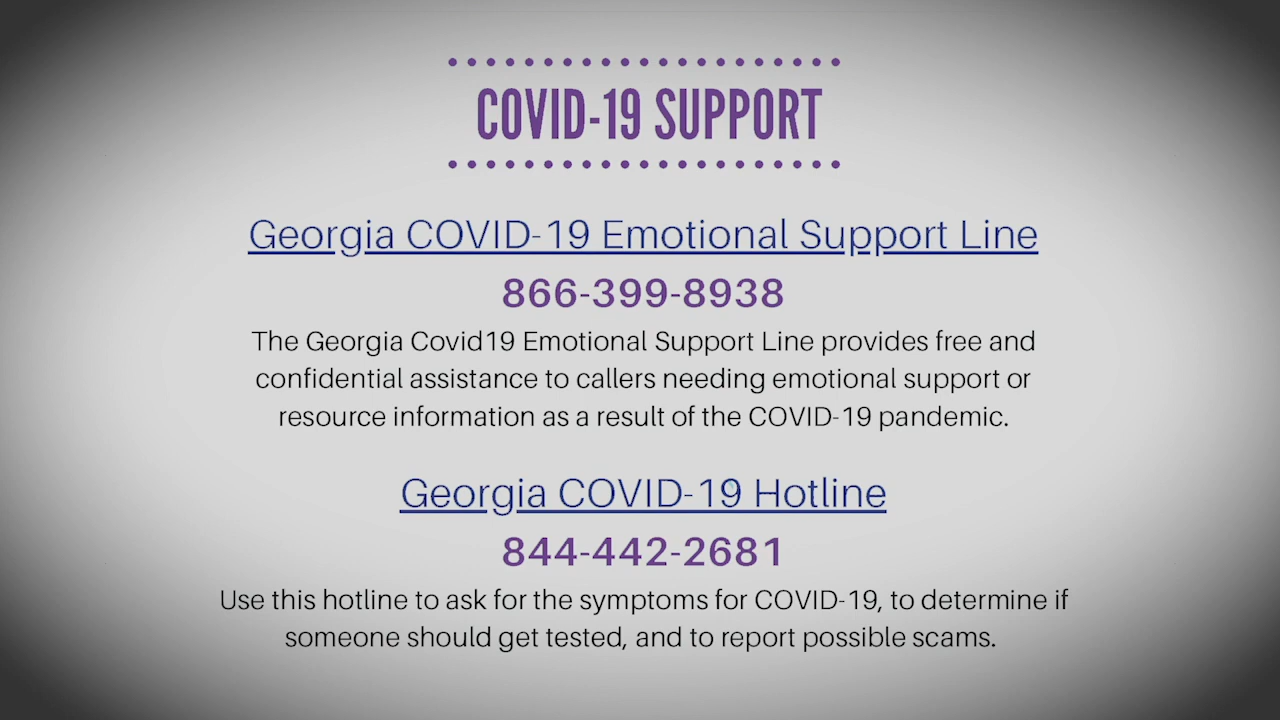 COVID-19 SUPPORT
Georgia COVID-19 Emotional Support Line
866-399-8938
The Georgia Covid19 Emotional Support Line provides free and
confidential assistance to callers needing emotional support or
resource information as a result of the COVID-19 pandemic.
Georgia COVID-19 Hotline
844-442-2681
Use this hotline to ask for the symptoms for COVID-19, to determine if
someone should get tested, and to report possible scams.